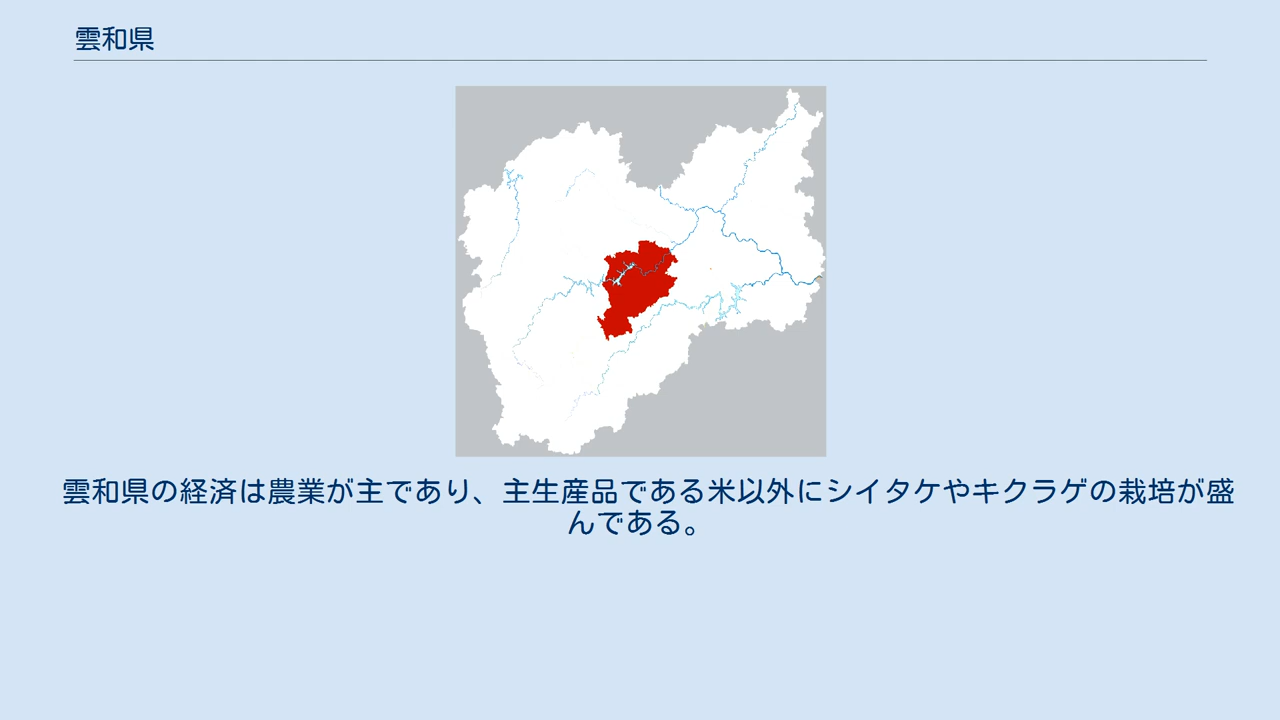 雲和県
雲和県の経済は農業が主であり、主生産品である米以外にシイタケやキクラゲの栽培が盛
んである。